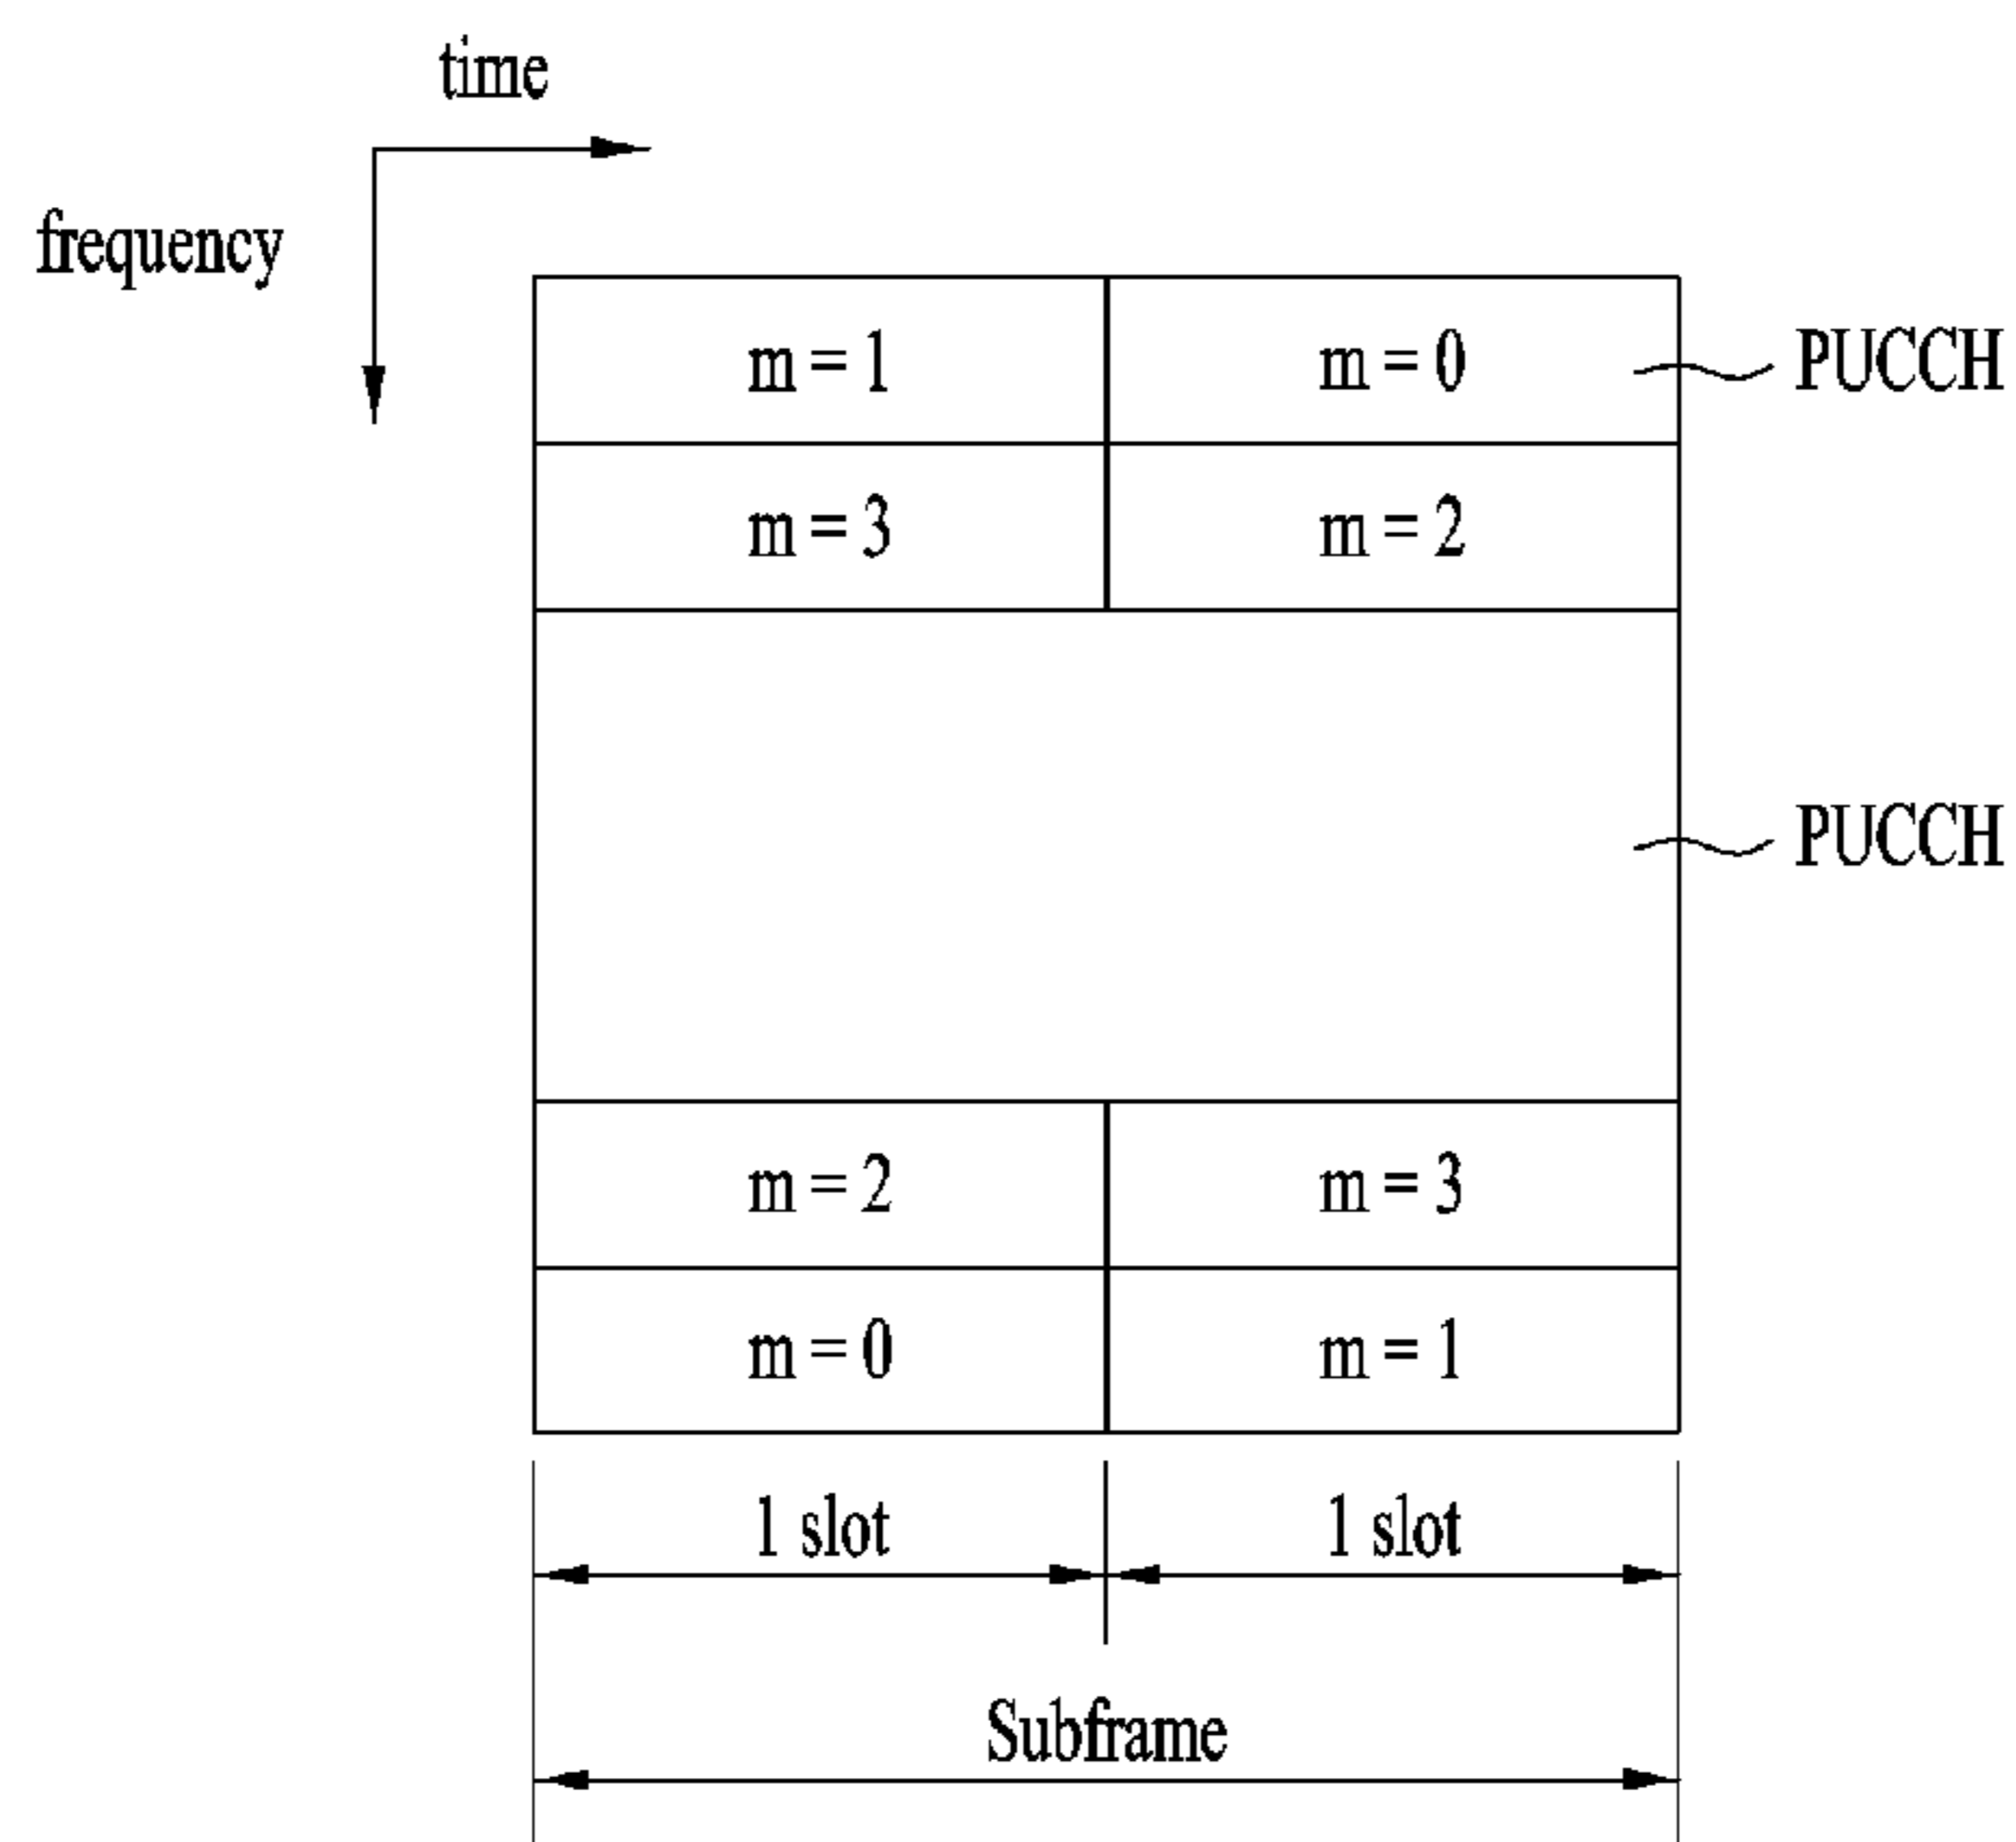 time
frequency
m = 1
m = 0
PUCCH
m = 3
m = 2
PUCCH
m = 2
m = 3
m = 0
m = 1
1 slot
1 slot
Subframe